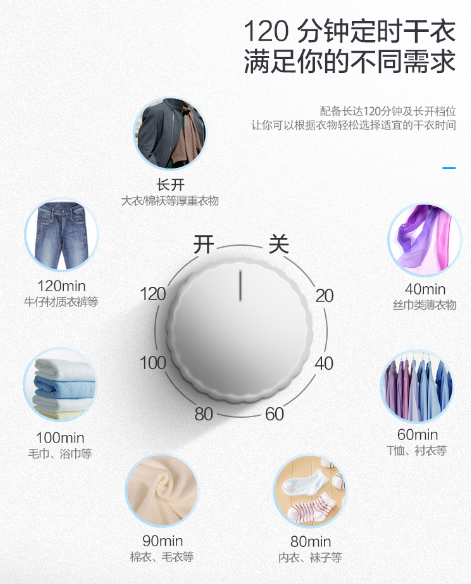 120 分钟定时干衣
满足你的不同需求
配备长达120分钟及长开档位
让你可以根据衣物轻松选择适宜的干衣时间
长开
大衣/棉袄等厚重衣物
开 关
120min
牛仔材质衣裤等
40min
丝巾类薄衣物
120 20
100 40
80 60
100min
毛巾、浴巾等
60min
T恤、衬衣等
90min
棉衣、毛衣等
80min
内衣、袜子等